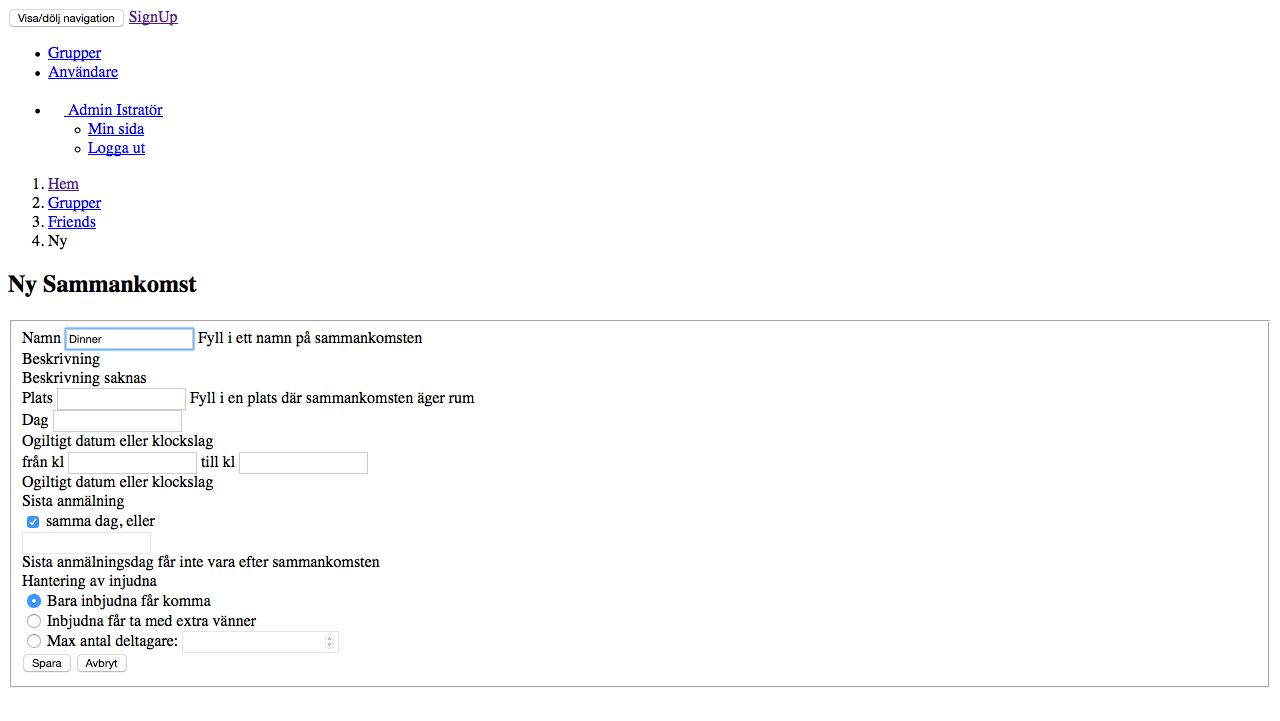 Visa/dölj navigation SignUp
Grupper
Användare
Admin Istratör
Min sida
Logga ut
1. Hem
2. Grupper
3. Friends
4. Ny
Ny Sammankomst
Namn Dinner Fyll i ett namn på sammankomsten
Beskrivning
Beskrivning saknas
Plats Fyll i en plats där sammankomsten äger rum
Dag
Ogiltigt datum eller klockslag
från kl till kl
Ogiltigt datum eller klockslag
Sista anmälning
samma dag, eller
Sista anmälningsdag får inte vara efter sammankomsten
Hantering av injudna
Bara inbjudna får komma
Inbjudna får ta med extra vänner
Max antal deltagare:
Spara Avbryt